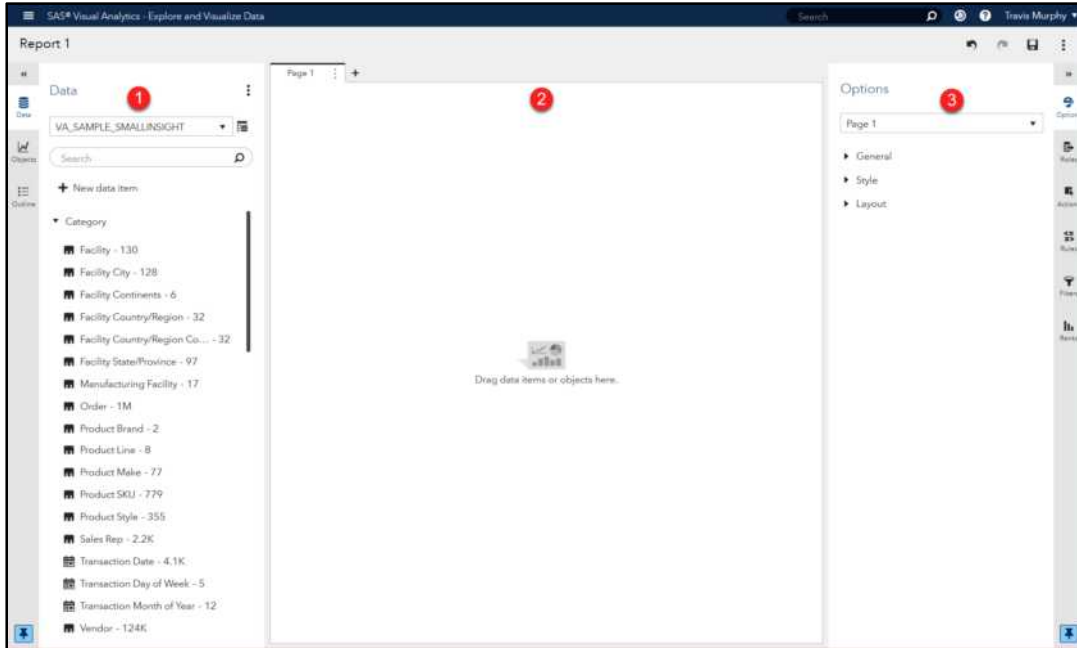 SAS® Visual Analytics - Explore and Visualize Data
Search
Travis Murphy
Report 1
Data
Objects
Outline
Data
1
VA_SAMPLE_SMALLINSIGHT
Search
New data item
Category
Facility - 130
Facility City - 128
Facility Continents - 6
Facility Country/Region - 32
Facility Country/Region Co... - 32
Facility State/Province - 97
Manufacturing Facility - 17
Order - 1M
Product Brand - 2
Product Line - 8
Product Make - 77
Product SKU - 779
Product Style - 355
Sales Rep - 2.2K
Transaction Date - 4.1K
Transaction Day of Week - 5
Transaction Month of Year - 12
Vendor - 124K
Page 1
2
Drag data items or objects here.
Options
3
Page 1
General
Style
Layout